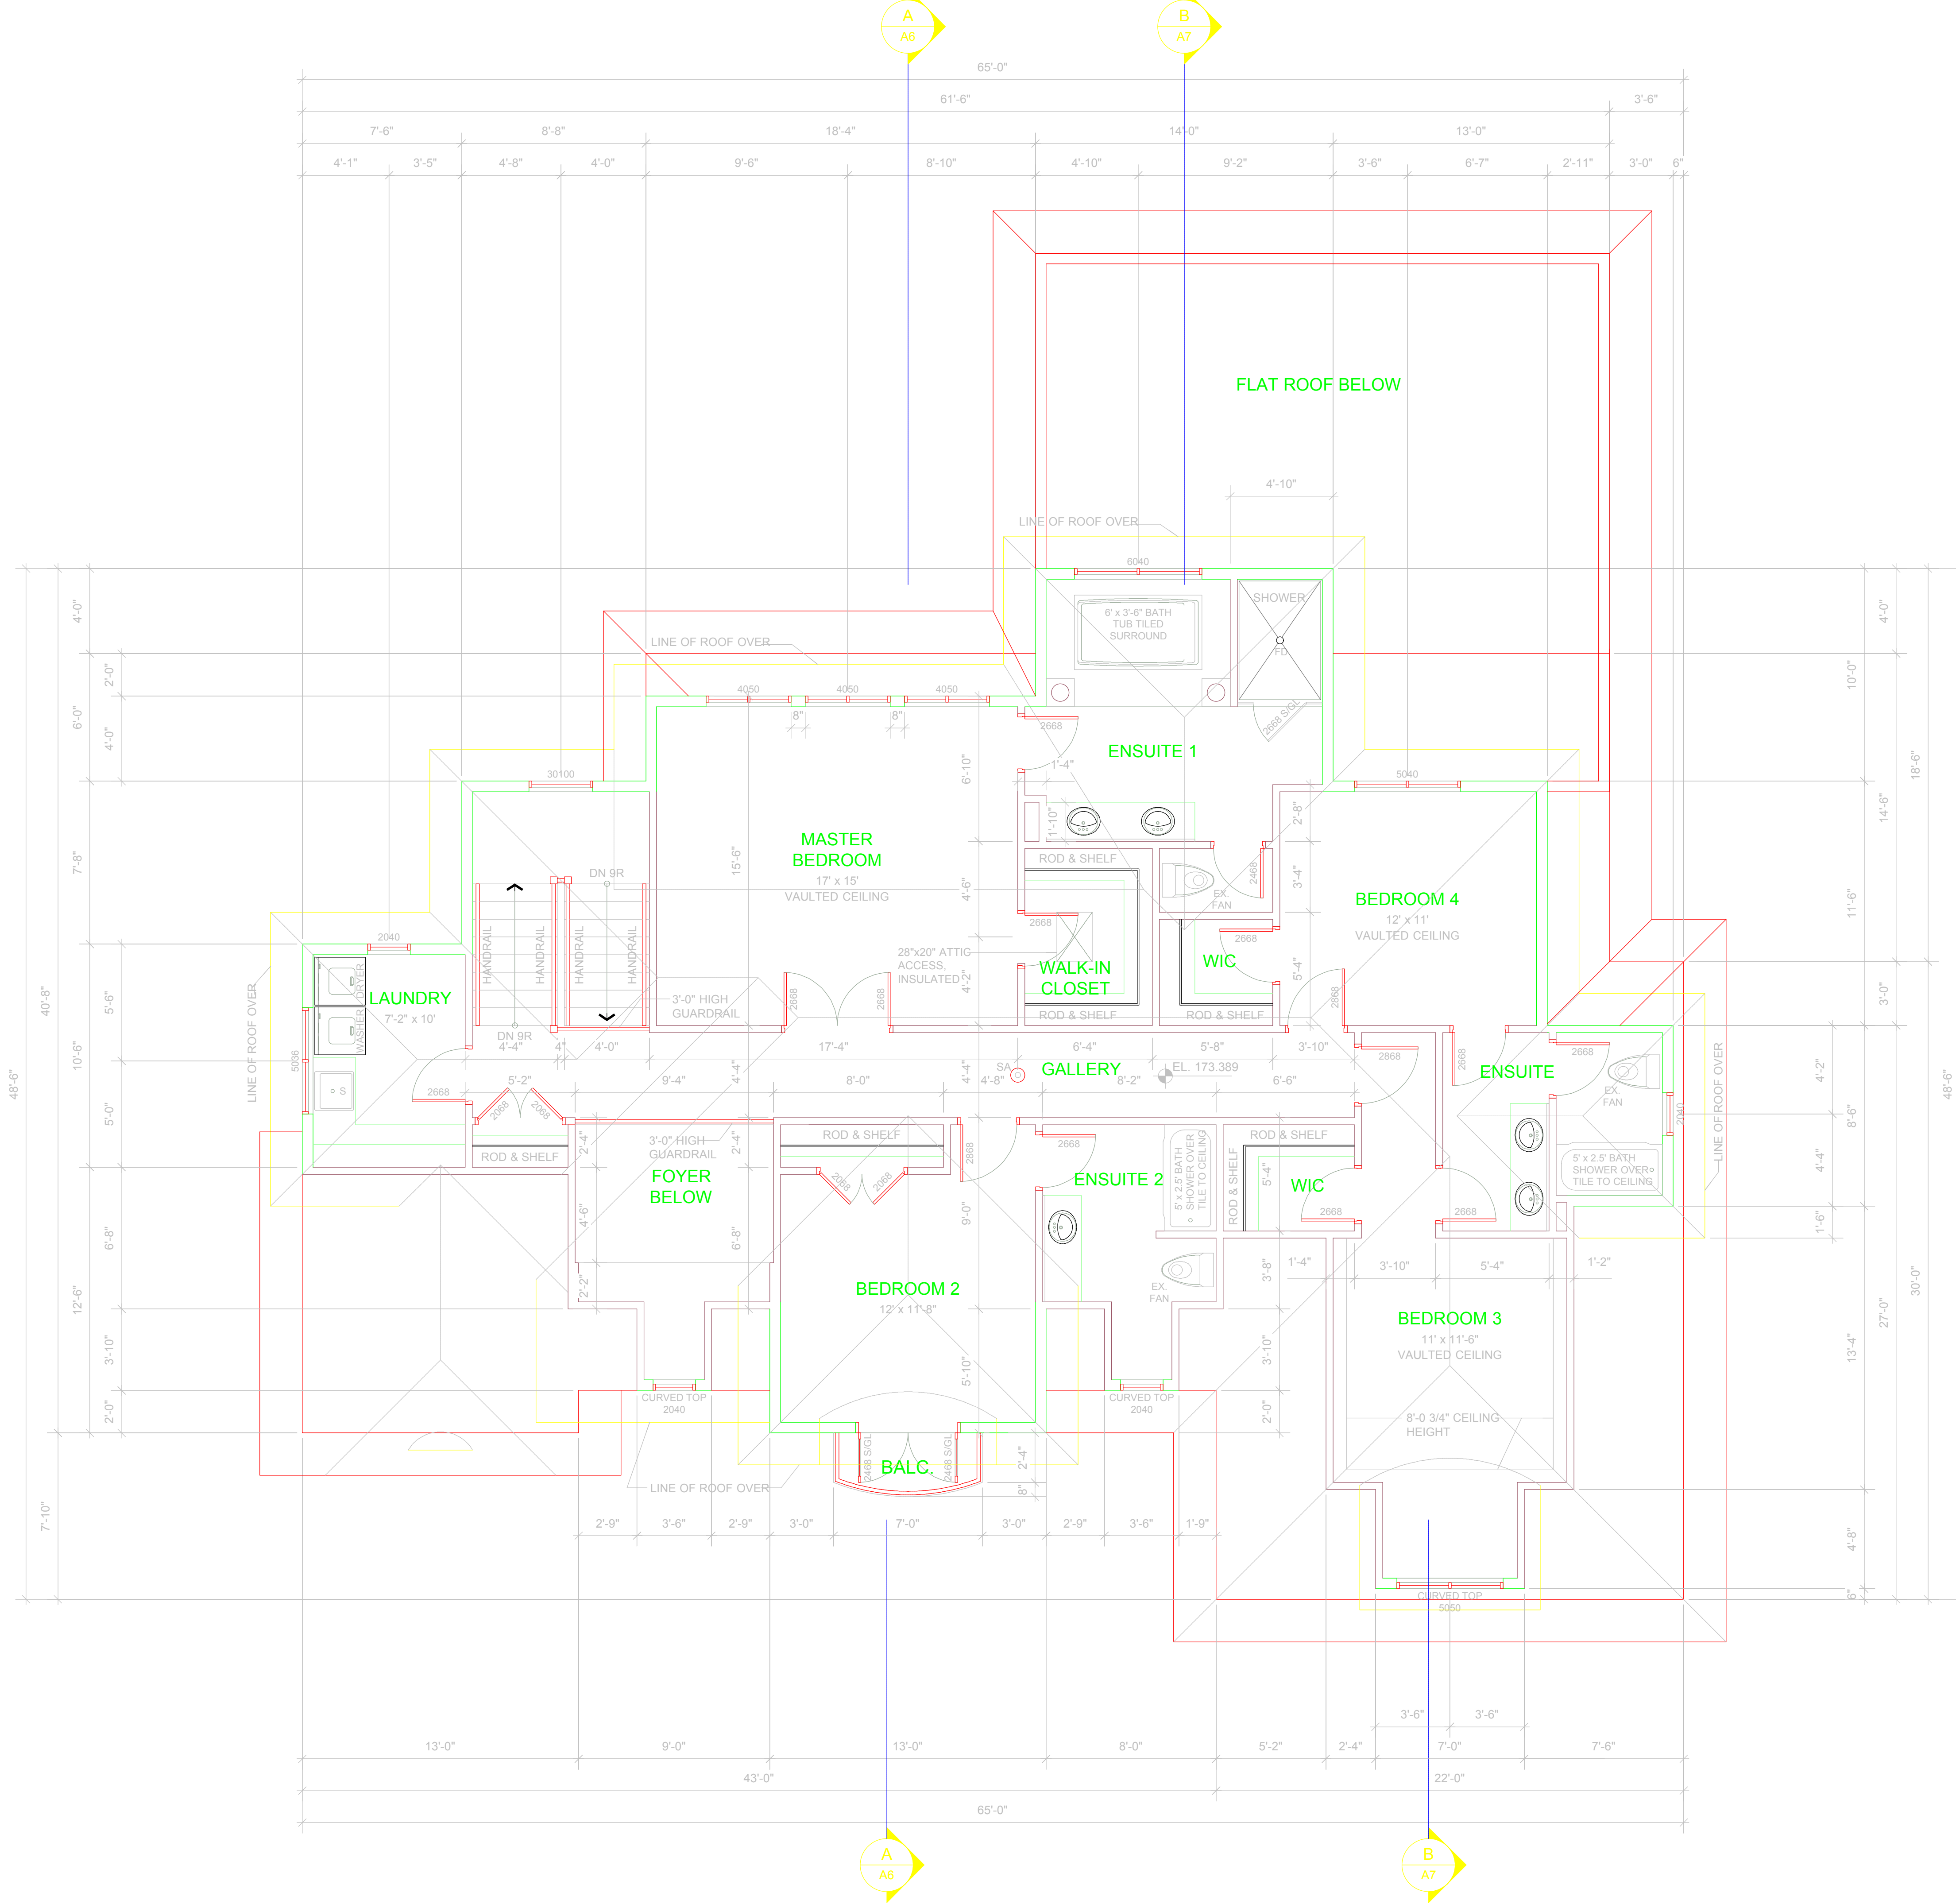 A
A6
B
A7
65'-0"
61'-6"
3'-6"
7'-6"
8'-8"
18'-4"
14'-0"
13'-0"
4'-1"
3'-5"
4'-8"
4'-0"
9'-6"
8'-10"
4'-10"
9'-2"
3'-6"
6'-7"
2'-11"
3'-0"
6"
FLAT ROOF BELOW
4'-10"
LINE OF ROOF OVER
6040
SHOWER
FD
6' x 3'-6" BATH
TUB TILED
SURROUND
LINE OF ROOF OVER
4050
4050
4050
8"
8"
2668
2668 S/GL
ENSUITE 1
1'-4"
6'-10"
1'-10"
30100
5040
2'-8"
MASTER
BEDROOM
17' x 15'
VAULTED CEILING
15'-6"
4'-6"
4'-2"
ROD & SHELF
2468
EX.
FAN
3'-4"
BEDROOM 4
12' x 11'
VAULTED CEILING
DN 9R
HANDRAIL
HANDRAIL
HANDRAIL
HANDRAIL
DN 9R
2668
2668
28"x20" ATTIC
ACCESS,
INSULATED
WALK-IN
CLOSET
WIC
5'-4"
ROD & SHELF
ROD & SHELF
2668
2668
2868
3'-0" HIGH
GUARDRAIL
2040
LAUNDRY
7'-2" x 10'
WASHER
DRYER
S
5006
2668
LINE OF ROOF OVER
4'-4"
4"
4'-0"
17'-4"
6'-4"
5'-8"
3'-10"
5'-2"
9'-4"
4'-4"
8'-0"
4'-8"
4'-4"
8'-2"
6'-6"
SA
GALLERY
EL. 173.389
2068
2068
ROD & SHELF
2'-4"
3'-0" HIGH
GUARDRAIL
2'-4"
FOYER
BELOW
4'-6"
6'-8"
2'-2"
ROD & SHELF
2068
2068
2868
9'-0"
BEDROOM 2
12' x 11'-8"
5'-10"
2668
ENSUITE 2
5' x 2.5' BATH
SHOWER OVER
TILE TO CEILING
EX.
FAN
ROD & SHELF
ROD & SHELF
5'-4"
WIC
2668
3'-8"
3'-10"
2'-0"
2868
2668
ENSUITE
2668
EX.
FAN
2040
5' x 2.5' BATH
SHOWER OVER
TILE TO CEILING
2668
LINE OF ROOF OVER
1'-4"
3'-10"
5'-4"
1'-2"
BEDROOM 3
11' x 11'-6"
VAULTED CEILING
8'-0 3/4" CEILING
HEIGHT
CURVED TOP
2040
CURVED TOP
2040
2468 S/GL
2468 S/GL
BALC.
2'-4"
8"
LINE OF ROOF OVER
CURVED TOP
5050
2'-9"
3'-6"
2'-9"
3'-0"
7'-0"
3'-0"
2'-9"
3'-6"
1'-9"
3'-6"
3'-6"
13'-0"
9'-0"
13'-0"
8'-0"
5'-2"
2'-4"
7'-0"
7'-6"
43'-0"
22'-0"
65'-0"
48'-6"
40'-8"
7'-10"
4'-0"
6'-0"
7'-8"
10'-6"
12'-6"
2'-0"
4'-0"
5'-6"
5'-0"
6'-8"
3'-10"
2'-0"
4'-2"
4'-4"
1'-6"
10'-0"
11'-6"
8'-6"
13'-4"
4'-8"
6"
4'-0"
14'-6"
3'-0"
27'-0"
18'-6"
30'-0"
48'-6"
A
A6
B
A7